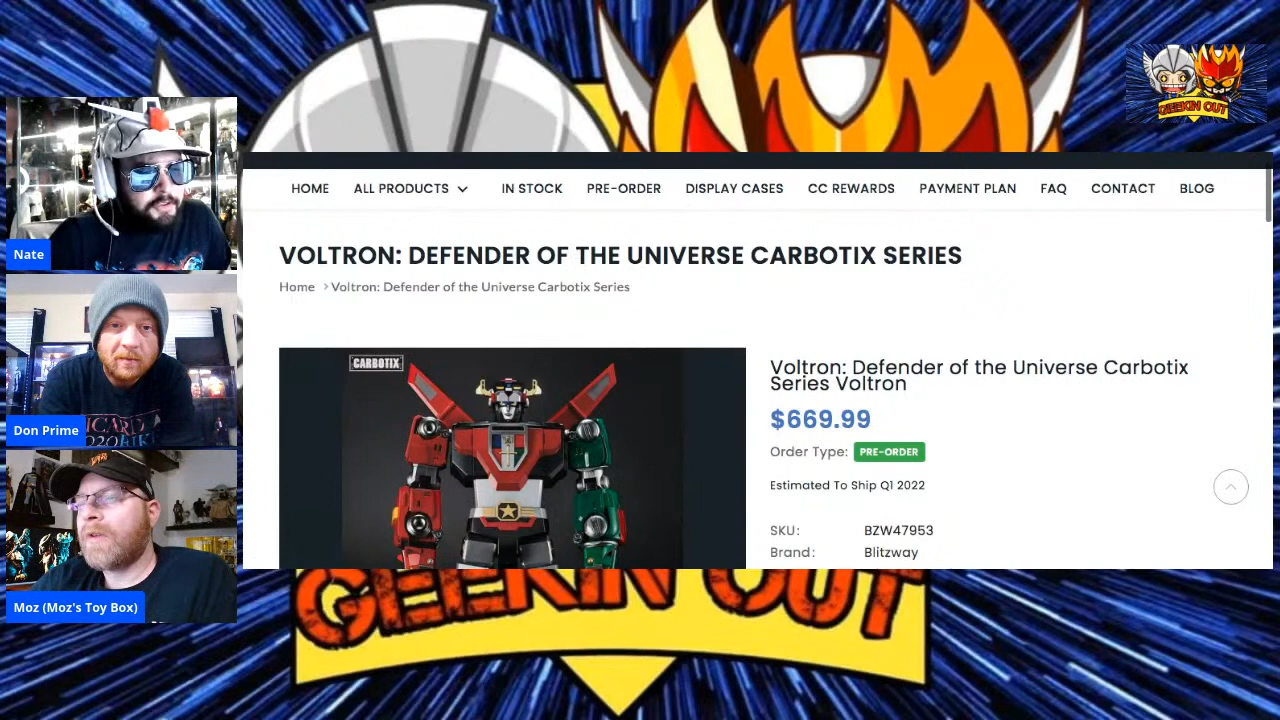 GEEKIN OUT
HOME ALL PRODUCTS IN STOCK PRE-ORDER DISPLAY CASES CC REWARDS PAYMENT PLAN FAQ CONTACT BLOG
VOLTRON: DEFENDER OF THE UNIVERSE CARBOTIX SERIES
Home > Voltron: Defender of the Universe Carbotix Series
CARBOTIX
Voltron: Defender of the Universe Carbotix
Series Voltron
$669.99
Order Type: PRE-ORDER
Estimated To Ship Q1 2022
SKU: BZW47953
Brand: Blitzway
Nate
Don Prime
Moz (Moz's Toy Box)
GEEKIN OUT